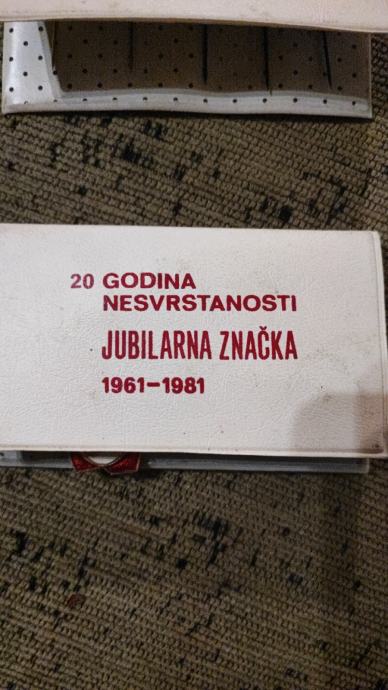 20 GODINA
NESVRSTANOSTI
JUBILARNA ZNAČKA
1961-1981